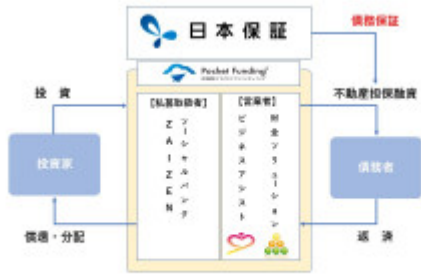 日本保証
債務保証
Pocket Funding
投 資
不動産担保融資
【私募取扱者】
【営業者】
ソーシャルバンク
ZAIZEN
財全ソリューション
ビジネスアシスト
投資家
債務者
償還・分配
返 済